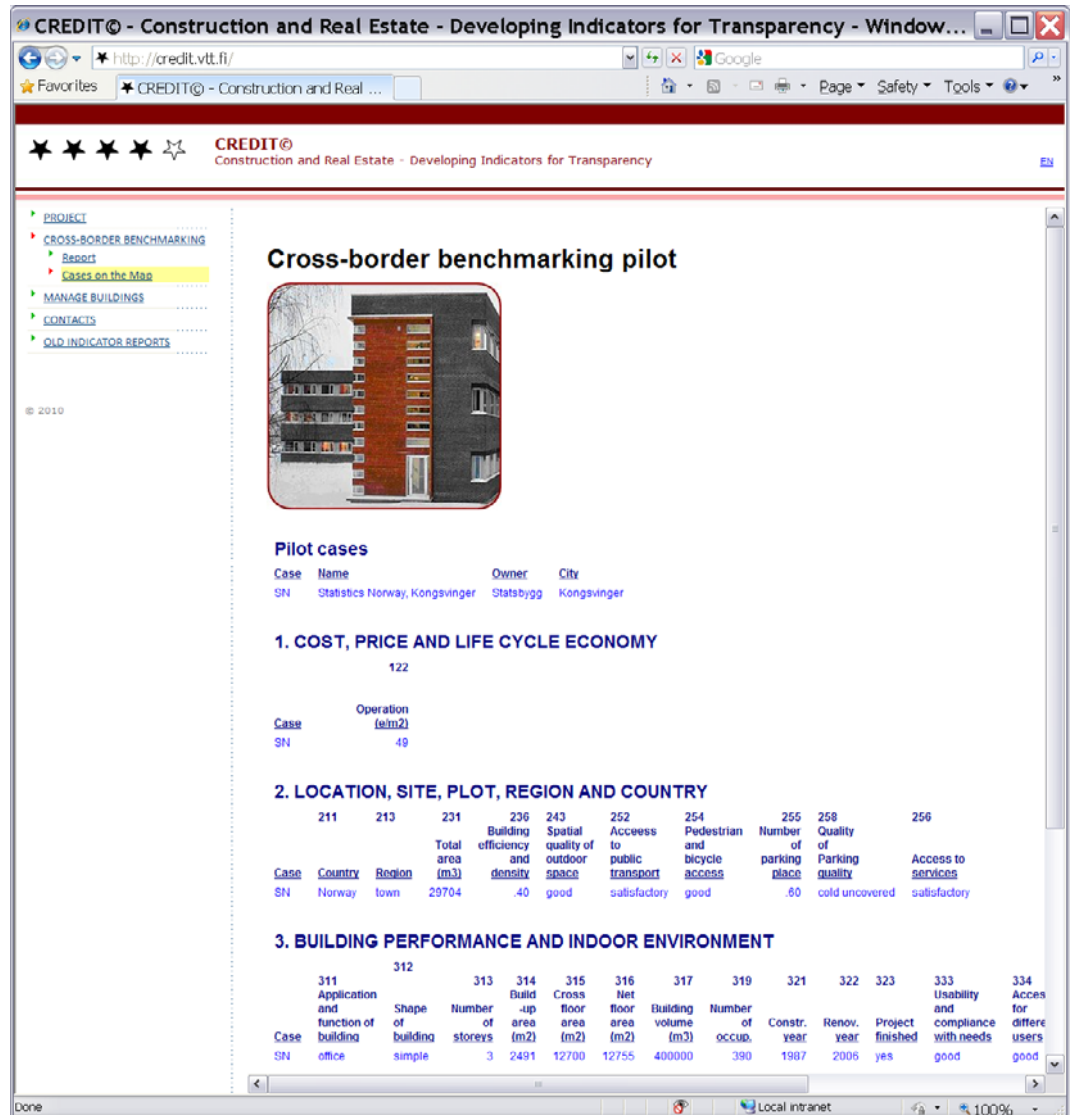 CREDIT© - Construction and Real Estate - Developing Indicators for Transparency - Window...
http://credit.vtt.fi/
Google
Favorites
CREDIT© - Construction and Real ...
Page Safety Tools
CREDIT©
Construction and Real Estate - Developing Indicators for Transparency
EN
PROJECT
CROSS-BORDER BENCHMARKING
Report
Cases on the Map
MANAGE BUILDINGS
CONTACTS
OLD INDICATOR REPORTS
© 2010
Cross-border benchmarking pilot
Pilot cases
Case Name Owner City
SN Statistics Norway, Kongsvinger Statsbygg Kongsvinger
1. COST, PRICE AND LIFE CYCLE ECONOMY
122
Operation
Case (e/m2)
SN 49
2. LOCATION, SITE, PLOT, REGION AND COUNTRY
211 213 231 236 243 252 254 255 258 256
Building Spatial Acceess Pedestrian Number Quality
Total efficiency quality of to and of of
area and outdoor public bicycle parking Parking Access to
Case Country Region (m3) density space transport access place quality services
SN Norway town 29704 .40 good satisfactory good .60 cold uncovered satisfactory
3. BUILDING PERFORMANCE AND INDOOR ENVIRONMENT
312
311 313 314 315 316 317 319 321 322 323 333 334
Application Build Cross Net Usability Acces
and Shape Number -up floor floor Building Number and for
function of of of area area area volume of Constr. Renov. Project compliance differe
Case building building storeys (m2) (m2) (m2) (m3) occup. year year finished with needs users
SN office simple 3 2491 12700 12755 400000 390 1987 2006 yes good good
Done
Local intranet
100%